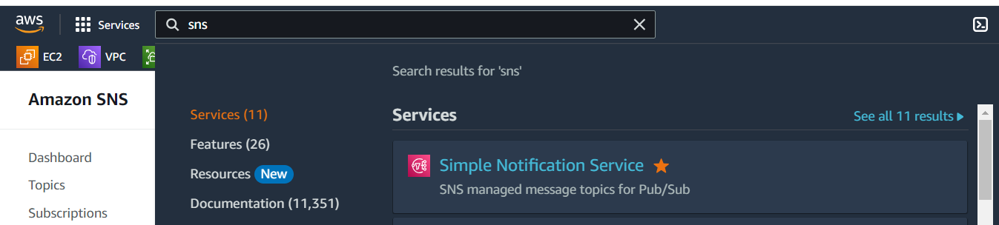 aws
Services
sns
EC2
VPC
Search results for 'sns'
Amazon SNS
Services (11)
Services
See all 11 results
Features (26)
Dashboard
Resources New
Simple Notification Service
Topics
SNS managed message topics for Pub/Sub
Documentation (11,351)
Subscriptions